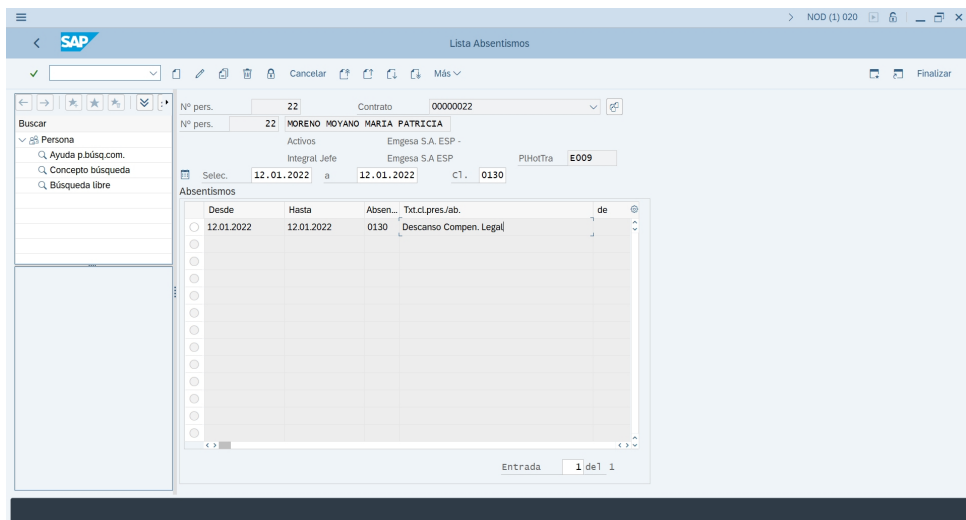 NOD (1) 020
SAP
Lista Absentismos
Cancelar
Más
Finalizar
Nº pers. 22 Contrato 00000022
Buscar
Nº pers. 22 MORENO MOYANO MARIA PATRICIA
Persona
Activos Emgesa S.A. ESP -
Ayuda p.búsq.com.
Integral Jefe Emgesa S.A ESP PlHotTra E009
Concepto búsqueda
Selec. 12.01.2022 a 12.01.2022 Cl. 0130
Búsqueda libre
Absentismos
Desde Hasta Absen... Txt.cl.pres./ab. de
12.01.2022 12.01.2022 0130 Descanso Compen. Legal
Entrada 1 del 1